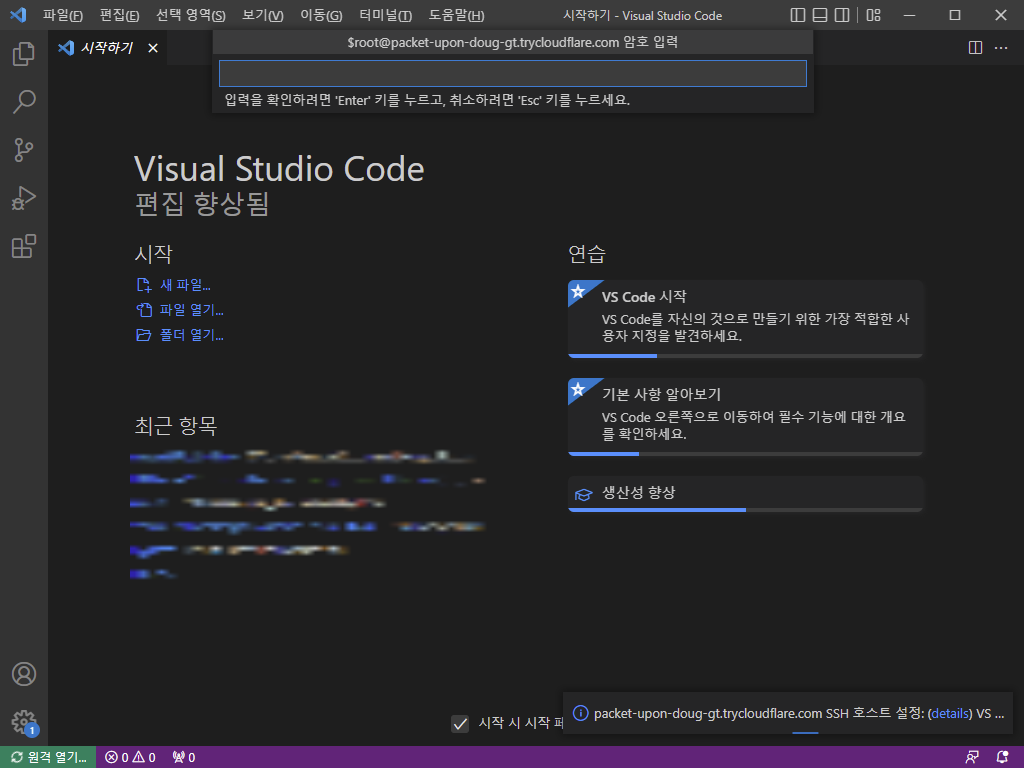 파일(F) 편집(E) 선택 영역(S) 보기(V) 이동(G) 터미널(T) 도움말(H) 시작하기 - Visual Studio Code
시작하기
$root@packet-upon-doug-gt.trycloudflare.com 암호 입력
입력을 확인하려면 'Enter' 키를 누르고, 취소하려면 'Esc' 키를 누르세요.
Visual Studio Code
편집 향상됨
시작
새 파일...
파일 열기...
폴더 열기...
최근 항목
연습
VS Code 시작
VS Code를 자신의 것으로 만들기 위한 가장 적합한 사
용자 지정을 발견하세요.
기본 사항 알아보기
VS Code 오른쪽으로 이동하여 필수 기능에 대한 개요
를 확인하세요.
생산성 향상
시작 시 시작
packet-upon-doug-gt.trycloudflare.com SSH 호스트 설정: (details) VS ...
1
원격 열기... 0 0 0